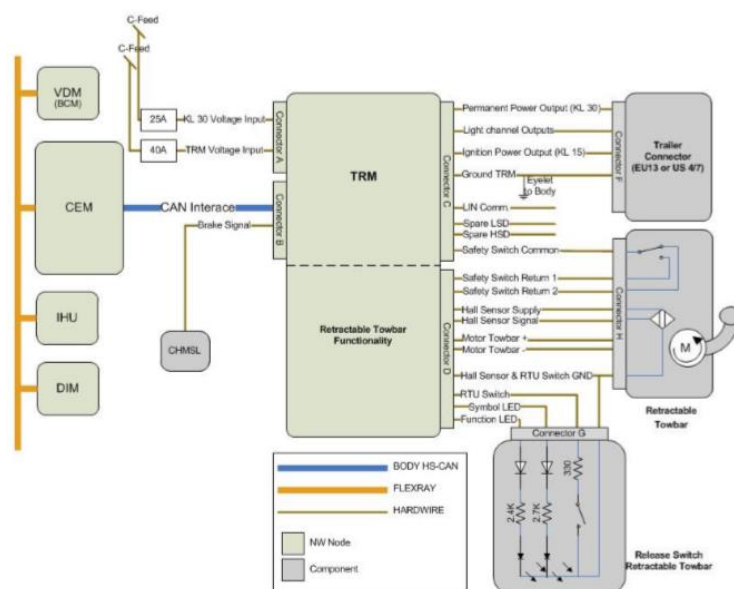 C-Feed
C-Feed
VDM
(BCM)
CEM
IHU
DIM
25A
40A
KL 30 Voltage Input
TRM Voltage Input
CAN Interace
Brake Signal
CHMSL
Connector A
Connector B
TRM
Retractable Towbar
Functionality
Connector C
Connector D
Permanent Power Output (KL 30)
Light channel Outputs
Ignition Power Output (KL 15)
Ground TRM
Eyelet
to Body
LIN Comm.
Spare LSD
Spare HSD
Safety Switch Common
Safety Switch Return 1
Safety Switch Return 2
Hall Sensor Supply
Hall Sensor Signal
Motor Towbar +
Motor Towbar -
Hall Sensor & RTU Switch GND
RTU Switch
Symbol LED
Function LED
Connector F
Trailer
Connector
(EU13 or US 4/7)
Connector H
M
Retractable
Towbar
Connector G
2.4K
2.7K
330
Release Switch
Retractable Towbar
BODY HS-CAN
FLEXRAY
HARDWIRE
NW Node
Component